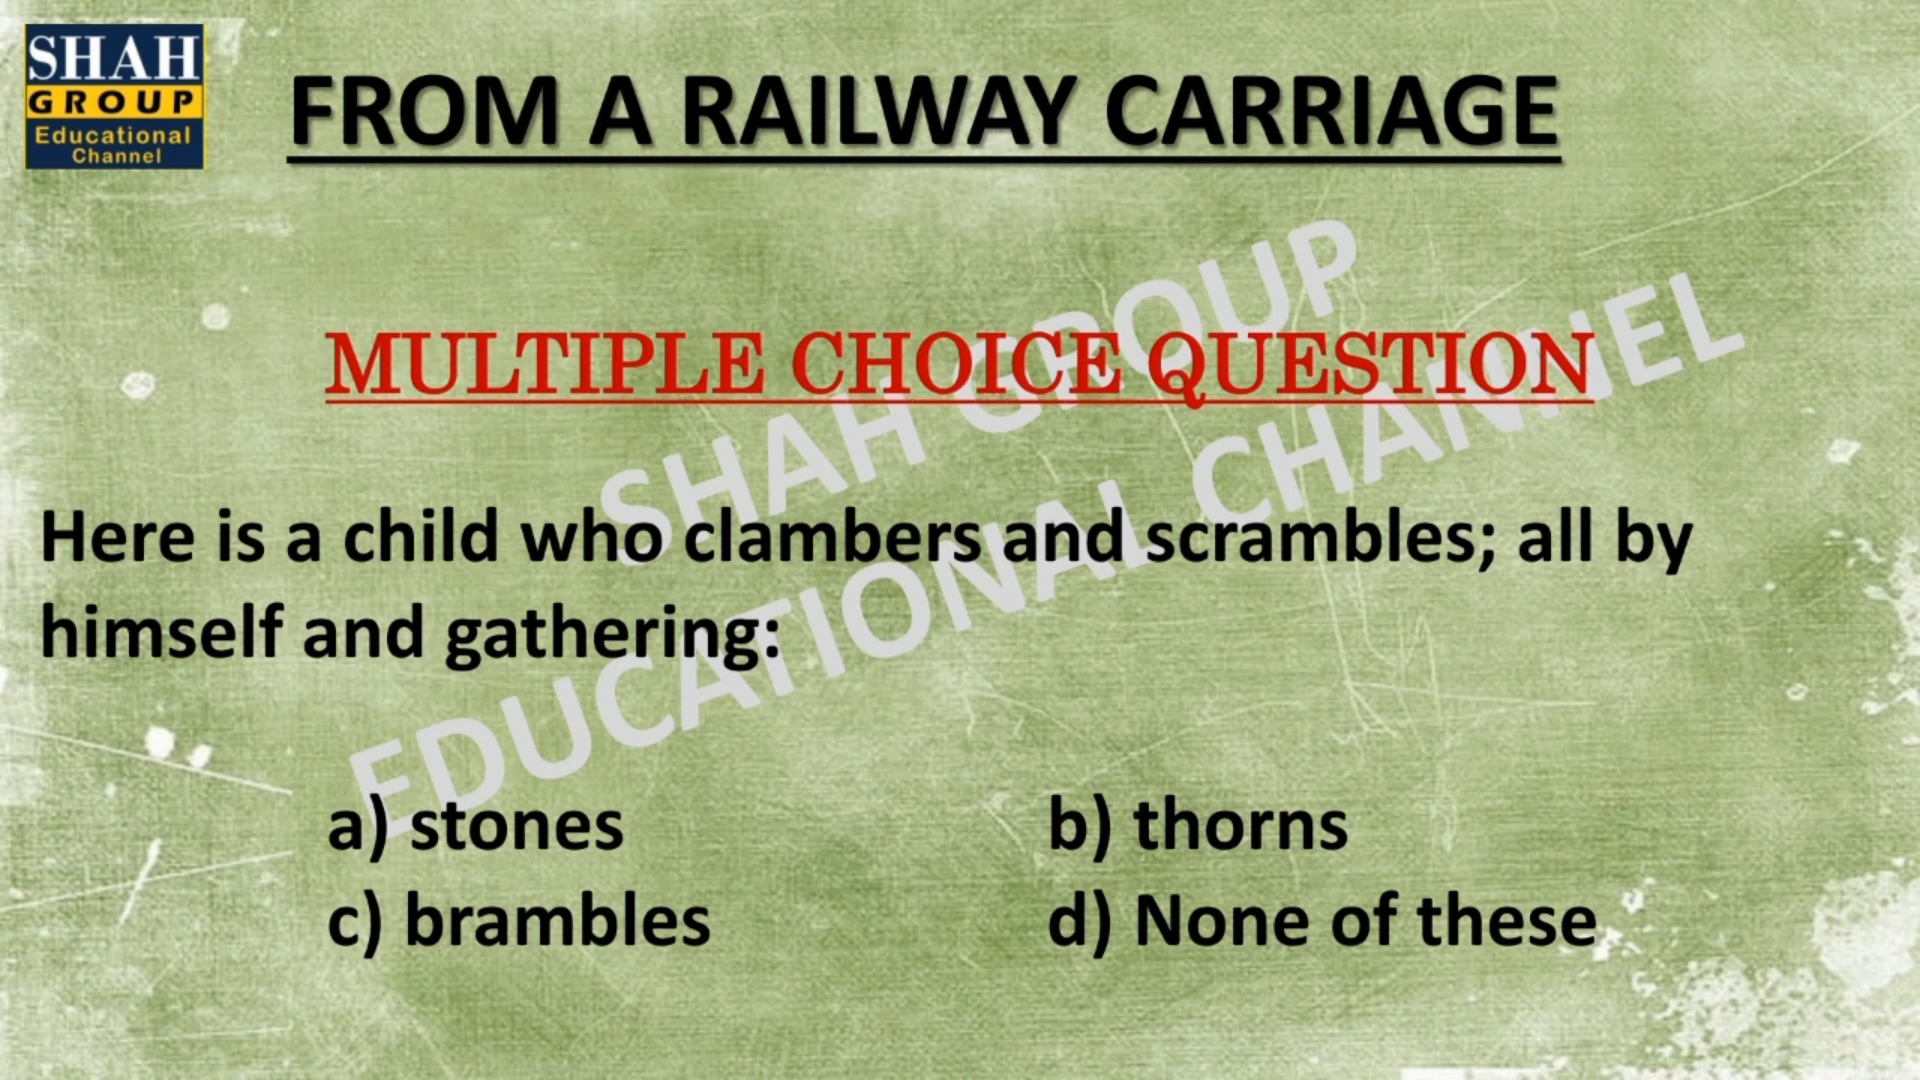 SHAH
GROUP
Educational
Channel
FROM A RAILWAY CARRIAGE
MULTIPLE CHOICE QUESTION
SHAH GROUP
EDUCATIONAL CHANNEL
Here is a child who clambers and scrambles; all by
himself and gathering:
a) stones
b) thorns
c) brambles
d) None of these